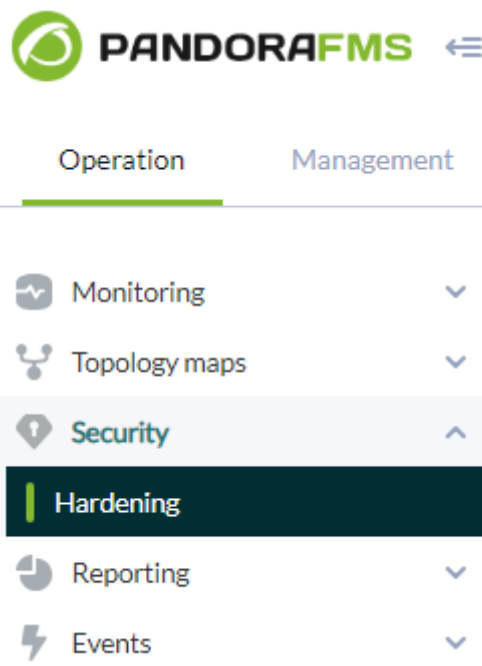 PANDORAFMS
Operation Management
Monitoring
Topology maps
Security
Hardening
Reporting
Events